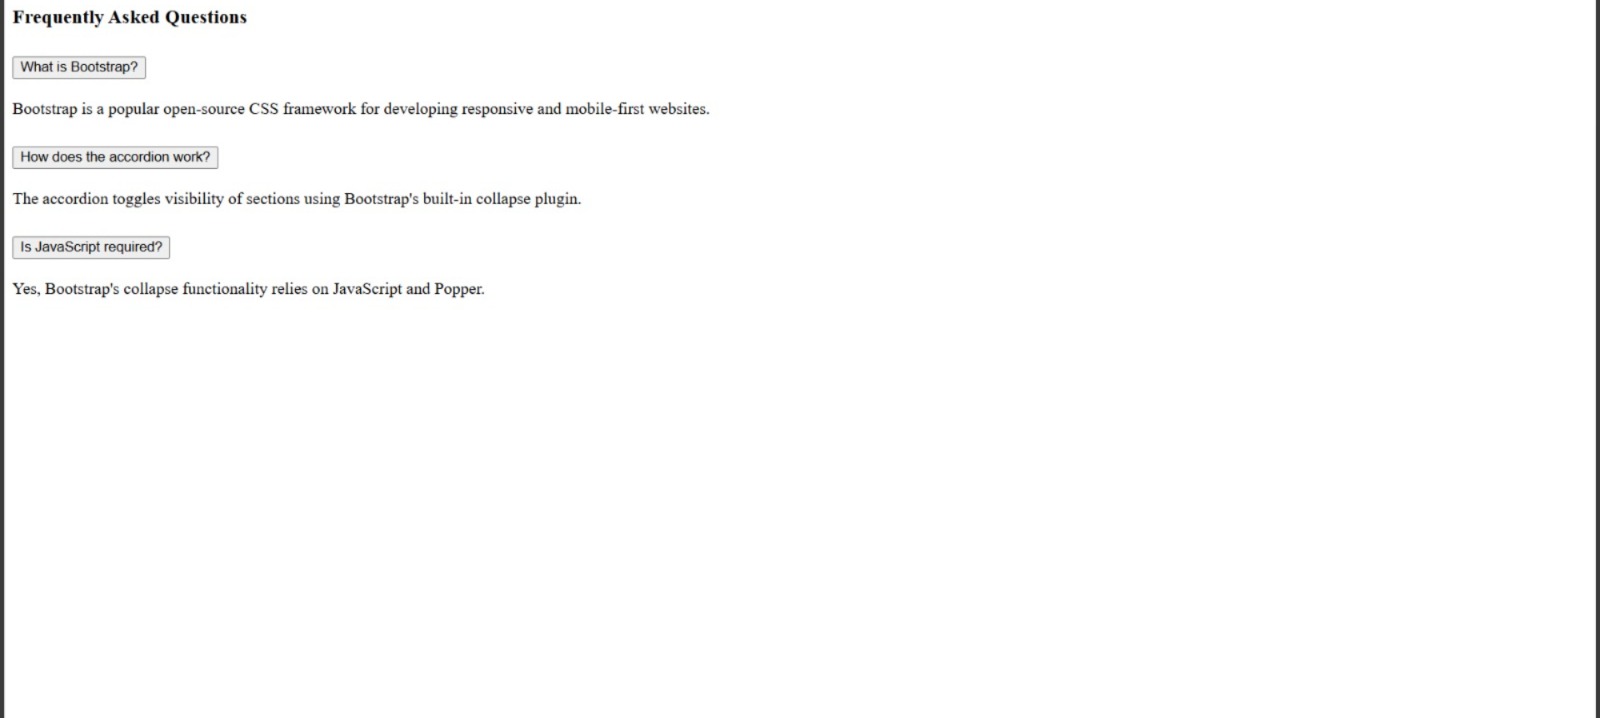 Frequently Asked Questions
What is Bootstrap?
Bootstrap is a popular open-source CSS framework for developing responsive and mobile-first websites.
How does the accordion work?
The accordion toggles visibility of sections using Bootstrap's built-in collapse plugin.
Is JavaScript required?
Yes, Bootstrap's collapse functionality relies on JavaScript and Popper.